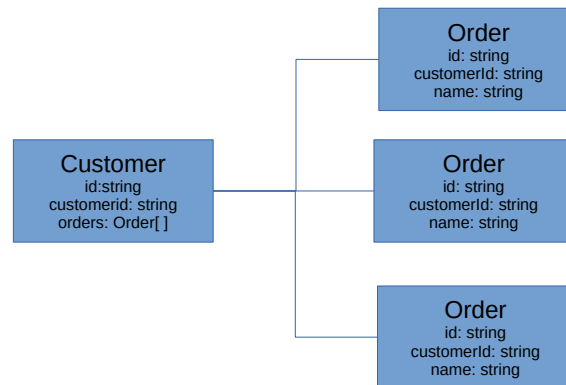 Order
id: string
customerId: string
name: string
Customer
id:string
customerid: string
orders: Order[ ]
Order
id: string
customerId: string
name: string
Order
id: string
customerId: string
name: string